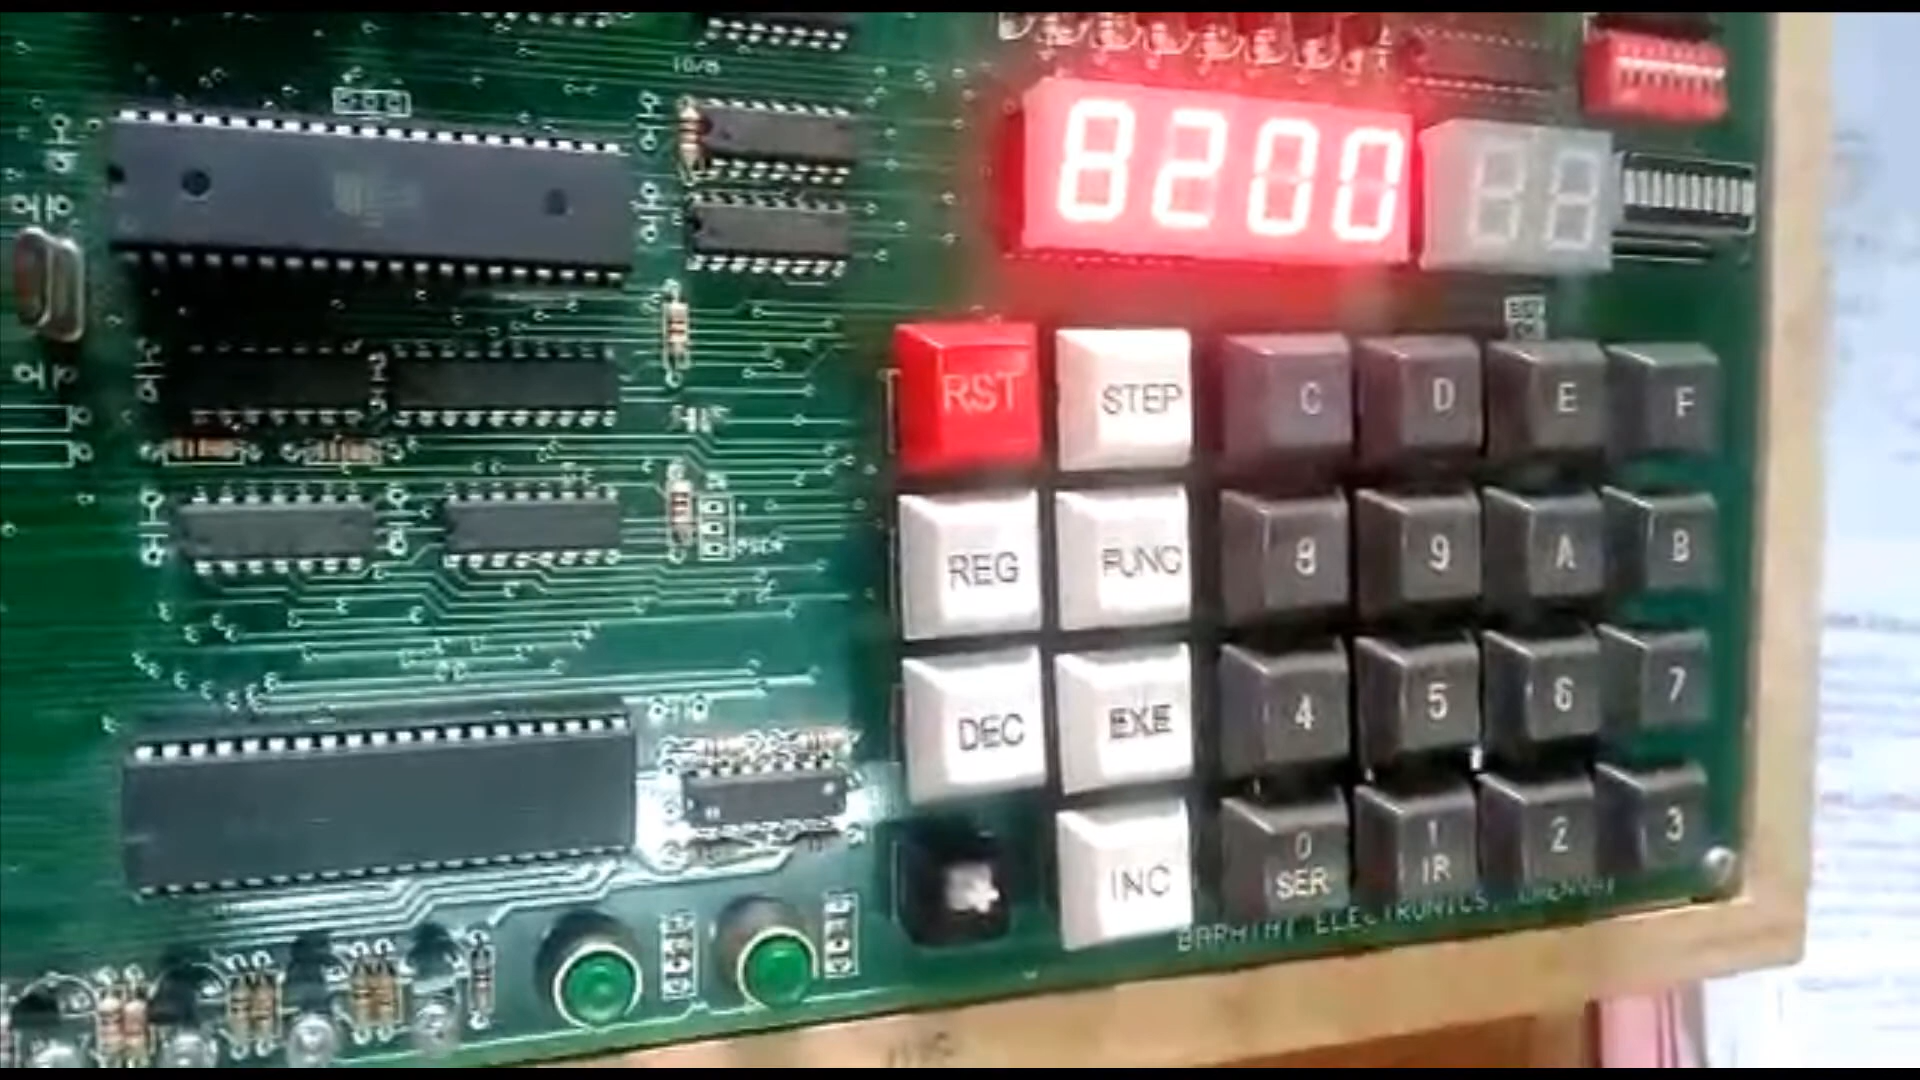 8200
RST STEP C D E F
REG FUNC 8 9 A B
DEC EXE 4 5 6 7
INC 0 1 2 3
SER IR
ELECTRONICS,